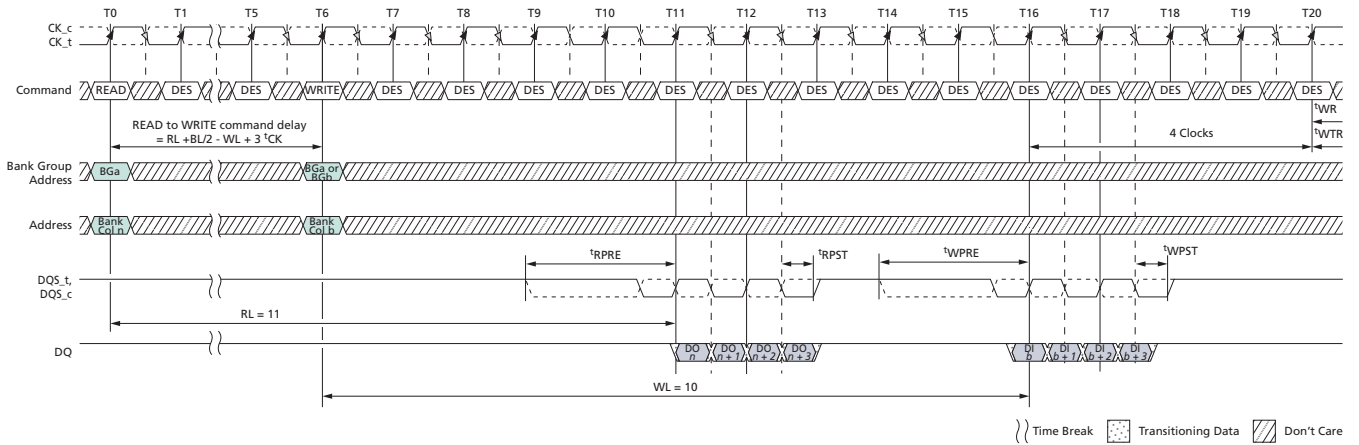 T0 T1 T5 T6 T7 T8 T9 T10 T11 T12 T13 T14 T15 T16 T17 T18 T19 T20
CK_c
CK_t
Command READ DES DES WRITE DES DES DES DES DES DES DES DES DES DES DES DES DES DES
tWR
READ to WRITE command delay
= RL +BL/2 - WL + 3 tCK
4 Clocks
tWTR
Bank Group
Address
BGa
BGa or
BGb
Address
Bank
Col n
Bank
Col b
tRPRE tRPST tWPRE tWPST
DQS_t,
DQS_c
RL = 11
DQ
DO
n
DO
n + 1
DO
n + 2
DO
n + 3
DI
b
DI
b + 1
DI
b + 2
DI
b + 3
WL = 10
Time Break Transitioning Data Don't Care